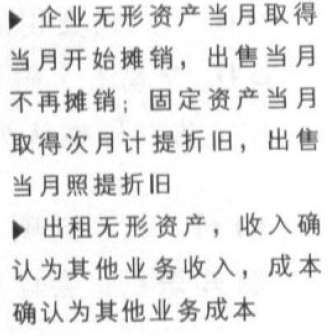 ▶ 企业无形资产当月取得
当月开始摊销，出售当月
不再摊销；固定资产当月
取得次月计提折旧，出售
当月照提折旧
▶ 出租无形资产，收入确
认为其他业务收入，成本
确认为其他业务成本